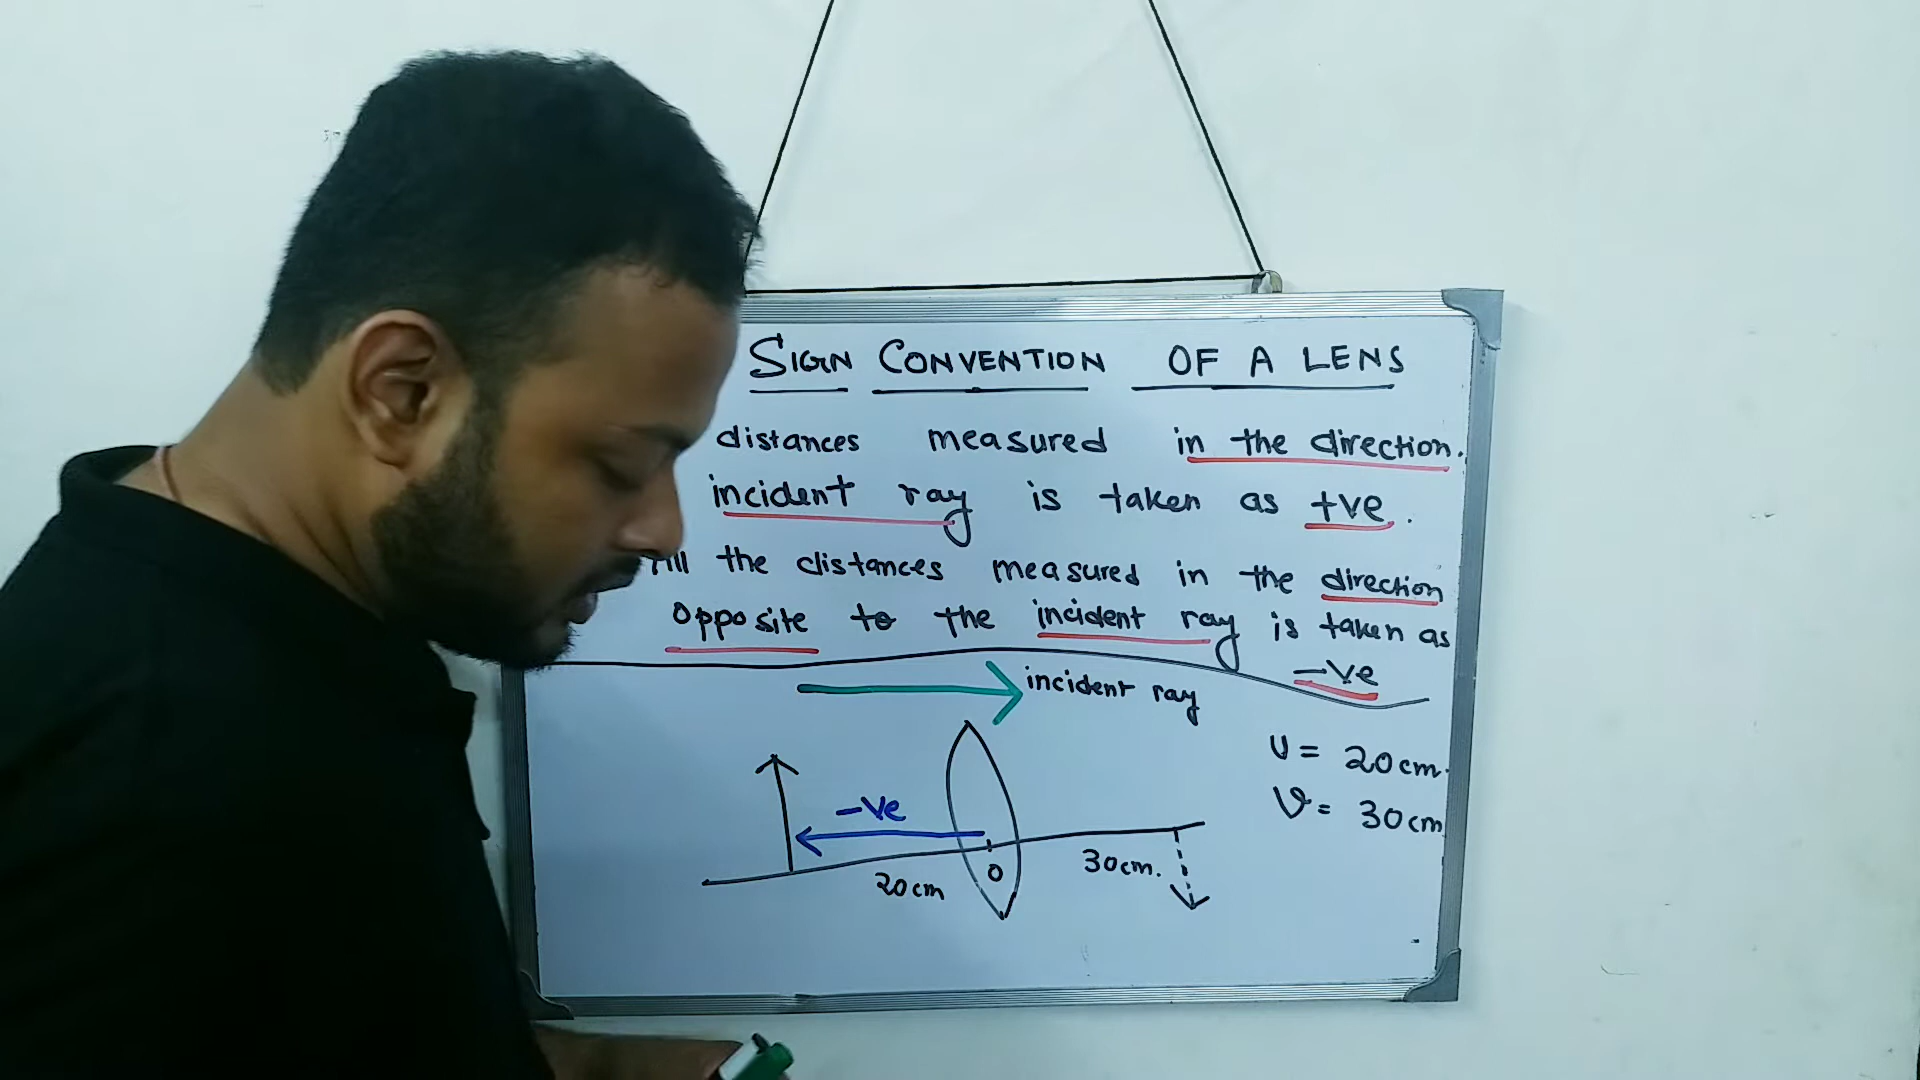 SIGN CONVENTION OF A LENS
distances measured in the direction.
incident ray is taken as +ve.
All the distances measured in the direction
opposite to the incident ray is taken as
-ve
incident ray
U = 20cm.
-ve
v = 30cm
30cm.
20cm O